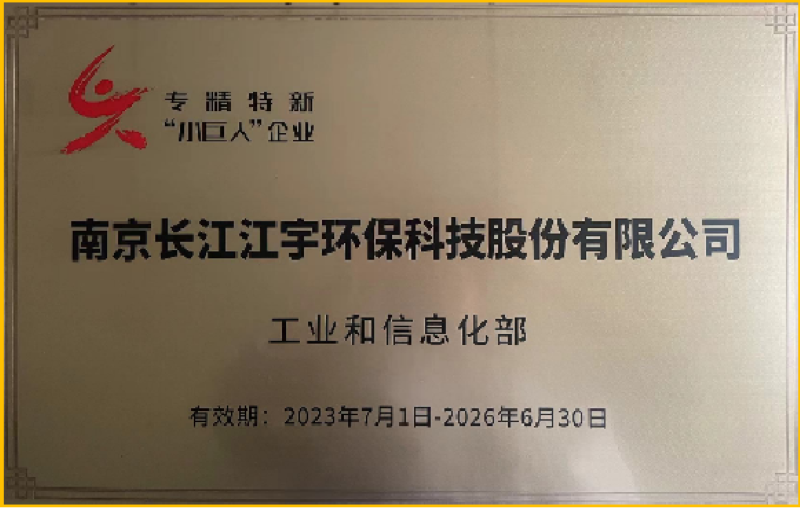 专精特新
“小巨人”企业
南京长江江宇环保科技股份有限公司
工业和信息化部
有效期：2023年7月1日-2026年6月30日